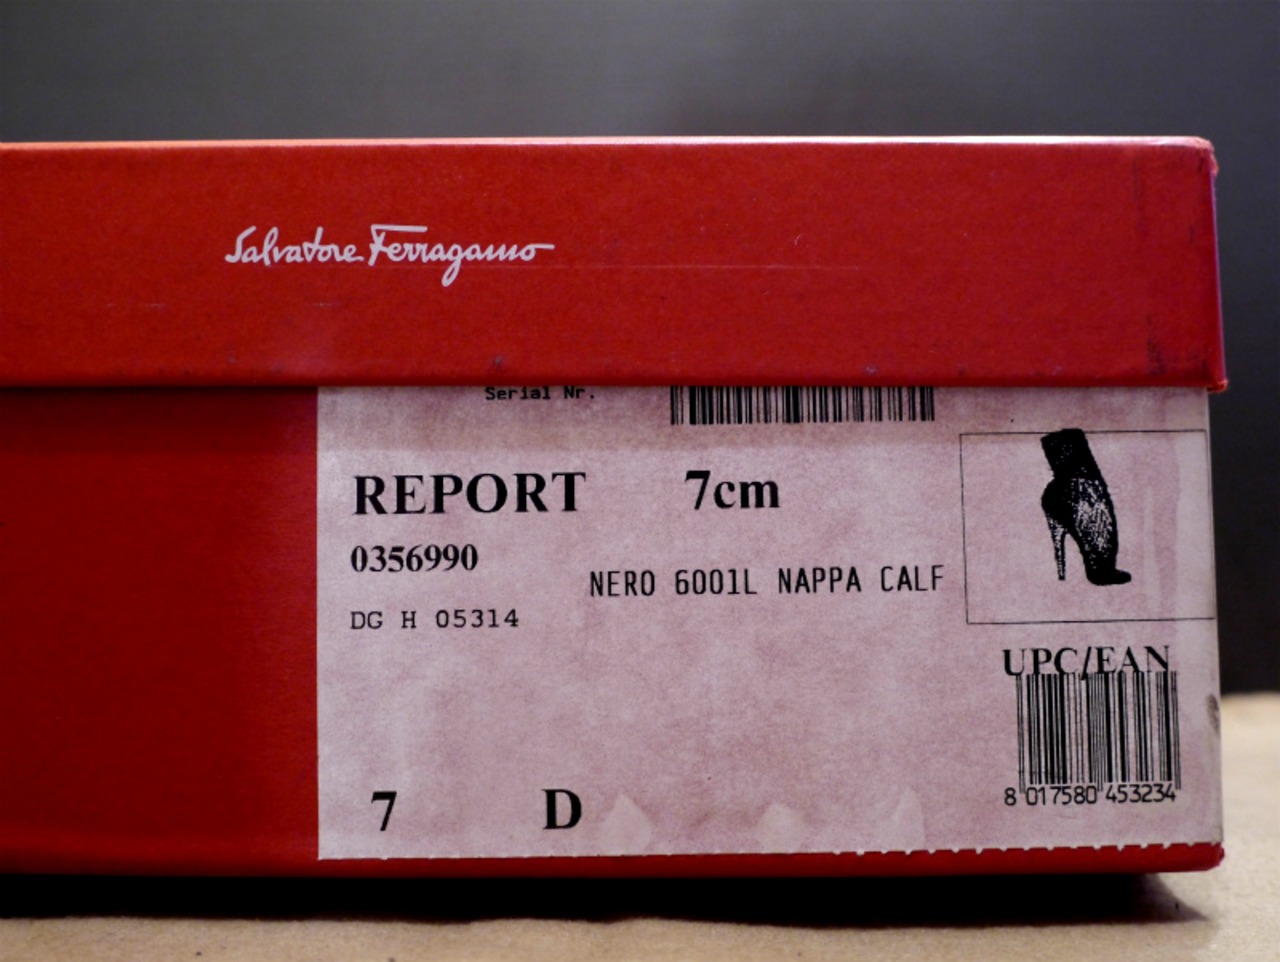 Salvatore Ferragamo
Serial Nr.
REPORT 7cm
0356990
NERO 6001L NAPPA CALF
DG H 05314
UPC/EAN
8 017580 453234
7 D